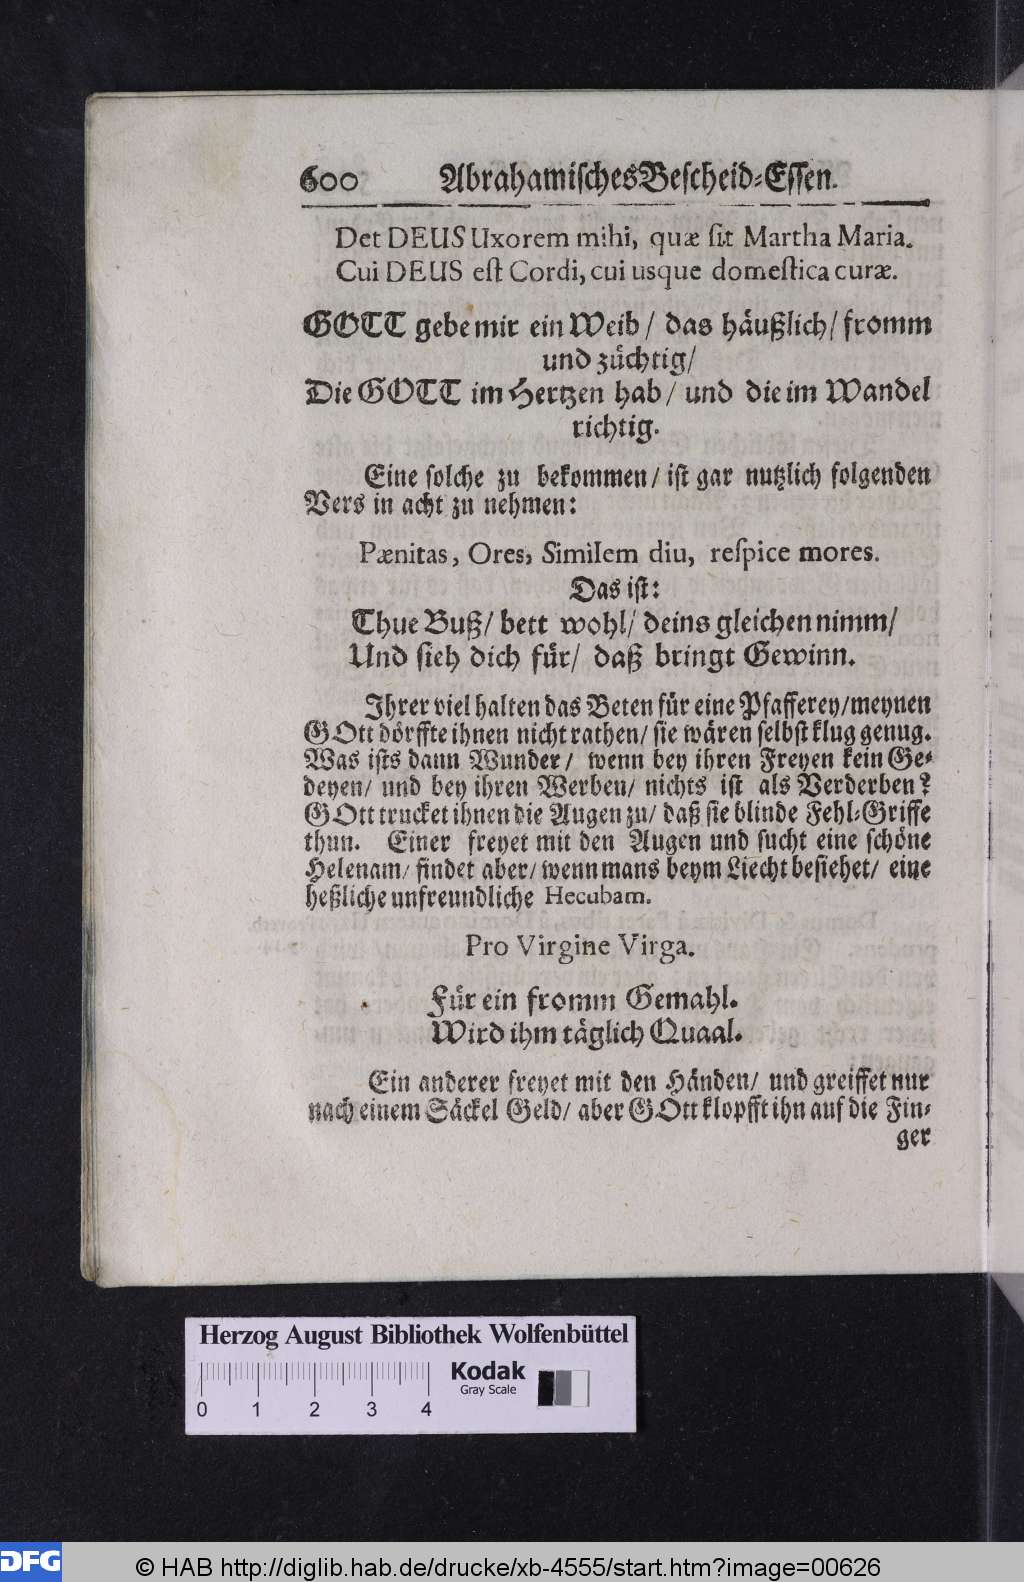 600 Abrahamisches Bescheid-Essen.
Det DEUS Uxorem mihi, quæ ſit Martha Maria.
Cui DEUS eſt Cordi, cui usque domeſtica curæ.
GOTT gebe mir ein Weib / das häußlich / fromm
und züchtig /
Die GOTT im Hertzen hab / und die im Wandel
richtig.
Eine ſolche zu bekommen / iſt gar nutzlich folgenden
Vers in acht zu nehmen:
Pænitas, Ores, Similem diu, reſpice mores.
Das iſt:
Thue Buß / bett wohl / deins gleichen nimm /
Und ſieh dich für / daß bringt Gewinn.
Ihrer viel halten das Beten für eine Pfafferey / meynen
GOtt dörffte ihnen nicht rathen / ſie wären ſelbſt klug genug.
Was iſts dann Wunder / wenn bey ihren Freyen kein Ge-
deyen / und bey ihren Werben / nichts iſt als Verderben?
GOtt trucket ihnen die Augen zu / daß ſie blinde Fehl-Griffe
thun. Einer freyet mit den Augen und ſucht eine ſchöne
Helenam / findet aber / wenn mans beym Liecht beſiehet / eine
heßliche unfreundliche Hecubam.
Pro Virgine Virga.
Für ein fromm Gemahl.
Wird ihm täglich Quaal.
Ein anderer freyet mit den Händen / und greiffet nur
nach einem Säckel Geld / aber GOtt klopfft ihn auf die Fin-
ger
Herzog August Bibliothek Wolfenbüttel
Kodak
Gray Scale
0 1 2 3 4
DFG © HAB http://diglib.hab.de/drucke/xb-4555/start.htm?image=00626